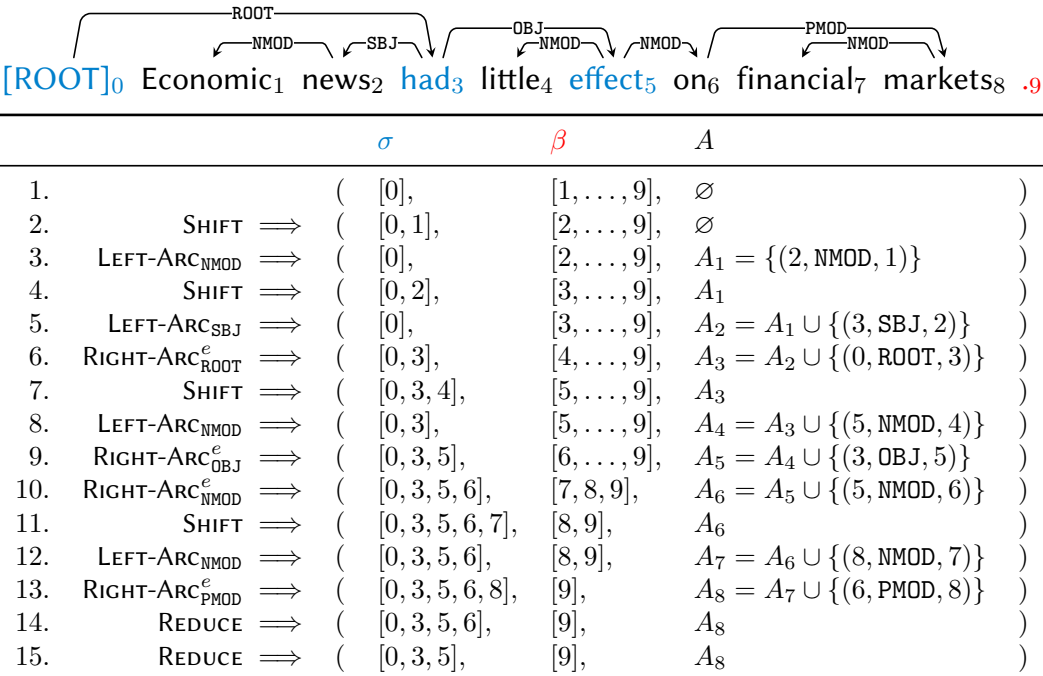 ROOT OBJ PMOD
NMOD SBJ NMOD NMOD NMOD
[ROOT]₀ Economic₁ news₂ had₃ little₄ effect₅ on₆ financial₇ markets₈ .₉
σ β A
1. ( [0], [1, . . . , 9], ∅ )
2. SHIFT ⟹ ( [0, 1], [2, . . . , 9], ∅ )
3. LEFT-ARC_NMOD ⟹ ( [0], [2, . . . , 9], A₁ = {(2, NMOD, 1)} )
4. SHIFT ⟹ ( [0, 2], [3, . . . , 9], A₁ )
5. LEFT-ARC_SBJ ⟹ ( [0], [3, . . . , 9], A₂ = A₁ ∪ {(3, SBJ, 2)} )
6. RIGHT-ARC^e_ROOT ⟹ ( [0, 3], [4, . . . , 9], A₃ = A₂ ∪ {(0, ROOT, 3)} )
7. SHIFT ⟹ ( [0, 3, 4], [5, . . . , 9], A₃ )
8. LEFT-ARC_NMOD ⟹ ( [0, 3], [5, . . . , 9], A₄ = A₃ ∪ {(5, NMOD, 4)} )
9. RIGHT-ARC^e_OBJ ⟹ ( [0, 3, 5], [6, . . . , 9], A₅ = A₄ ∪ {(3, OBJ, 5)} )
10. RIGHT-ARC^e_NMOD ⟹ ( [0, 3, 5, 6], [7, 8, 9], A₆ = A₅ ∪ {(5, NMOD, 6)} )
11. SHIFT ⟹ ( [0, 3, 5, 6, 7], [8, 9], A₆ )
12. LEFT-ARC_NMOD ⟹ ( [0, 3, 5, 6], [8, 9], A₇ = A₆ ∪ {(8, NMOD, 7)} )
13. RIGHT-ARC^e_PMOD ⟹ ( [0, 3, 5, 6, 8], [9], A₈ = A₇ ∪ {(6, PMOD, 8)} )
14. REDUCE ⟹ ( [0, 3, 5, 6], [9], A₈ )
15. REDUCE ⟹ ( [0, 3, 5], [9], A₈ )